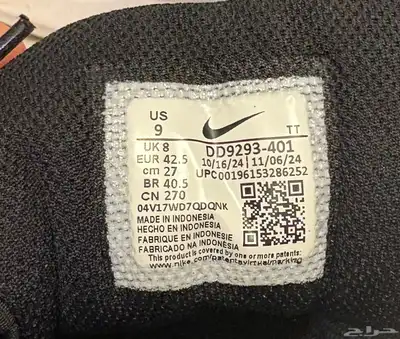 US
9
TT
UK 8
EUR 42.5
cm 27
BR 40.5
CN 270
DD9293-401
10/16/24 | 11/06/24
UPC00196153286252
04V17WD7QDQNK
MADE IN INDONESIA
HECHO EN INDONESIA
FABRIQUE EN INDONESIE
FABRICADO NA INDONESIA
This product is covered by one or more patents:
www.nike.com/patents/virtualmarking
حراج